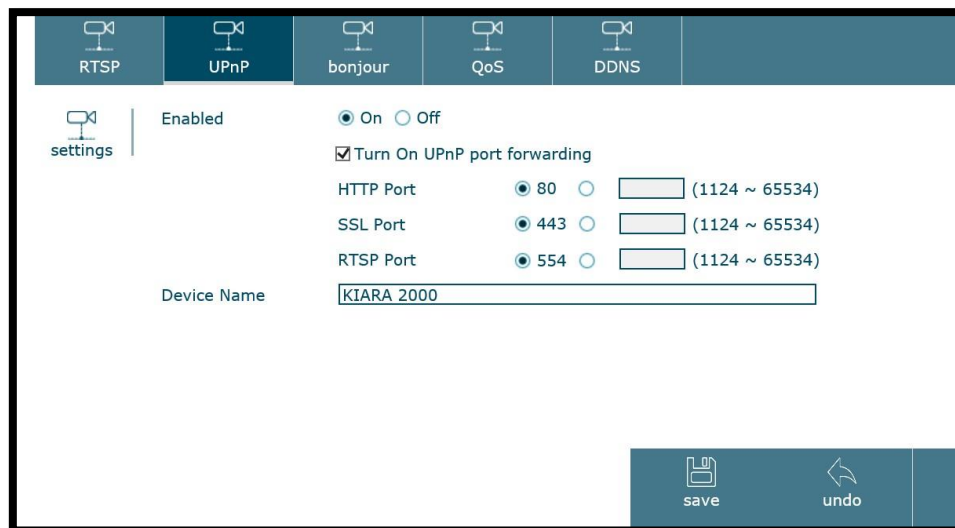 RTSP UPnP bonjour QoS DDNS
settings Enabled On Off
Turn On UPnP port forwarding
HTTP Port 80 (1124 ~ 65534)
SSL Port 443 (1124 ~ 65534)
RTSP Port 554 (1124 ~ 65534)
Device Name KIARA 2000
save undo